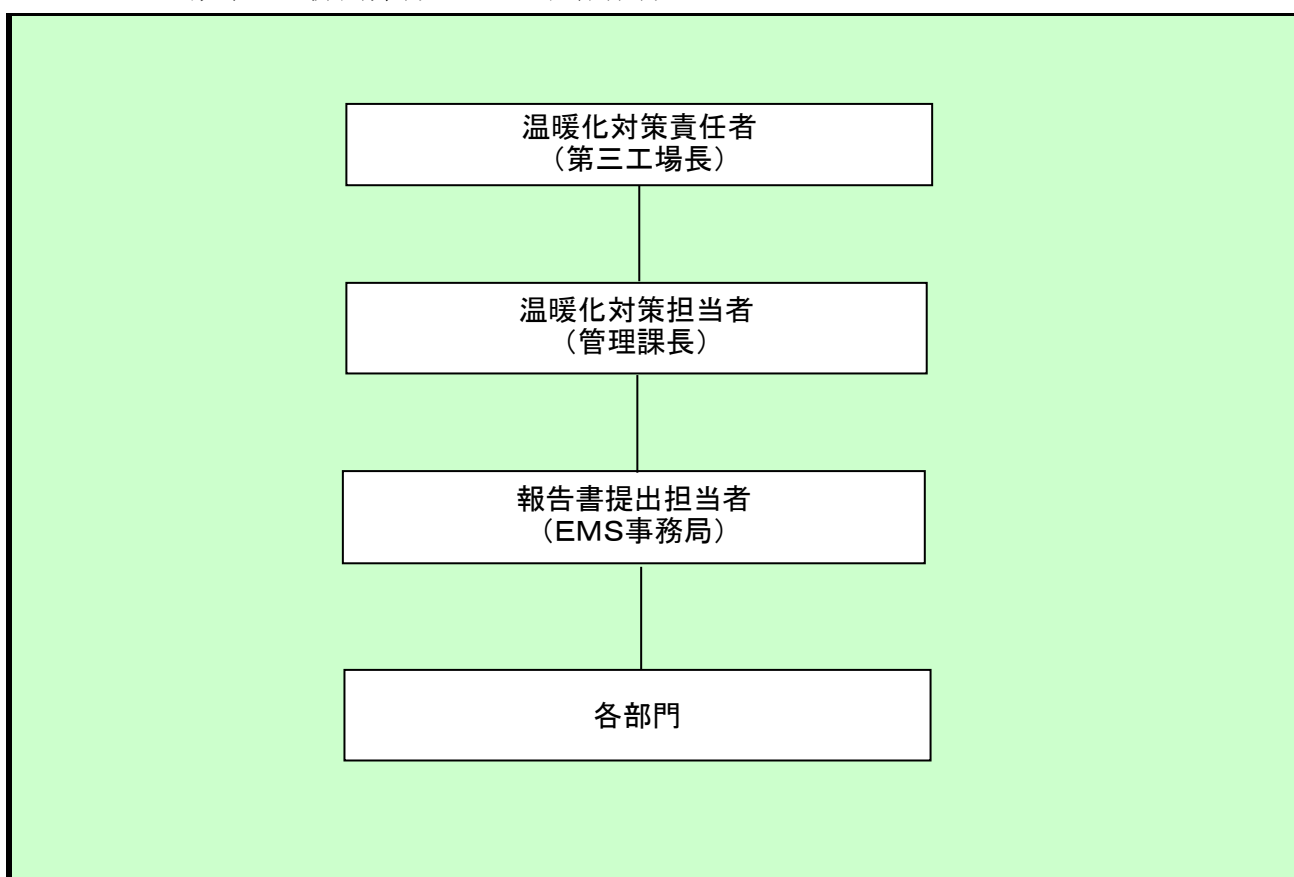 温暖化対策責任者
（第三工場長）
温暖化対策担当者
（管理課長）
報告書提出担当者
（ＥＭＳ事務局）
各部門